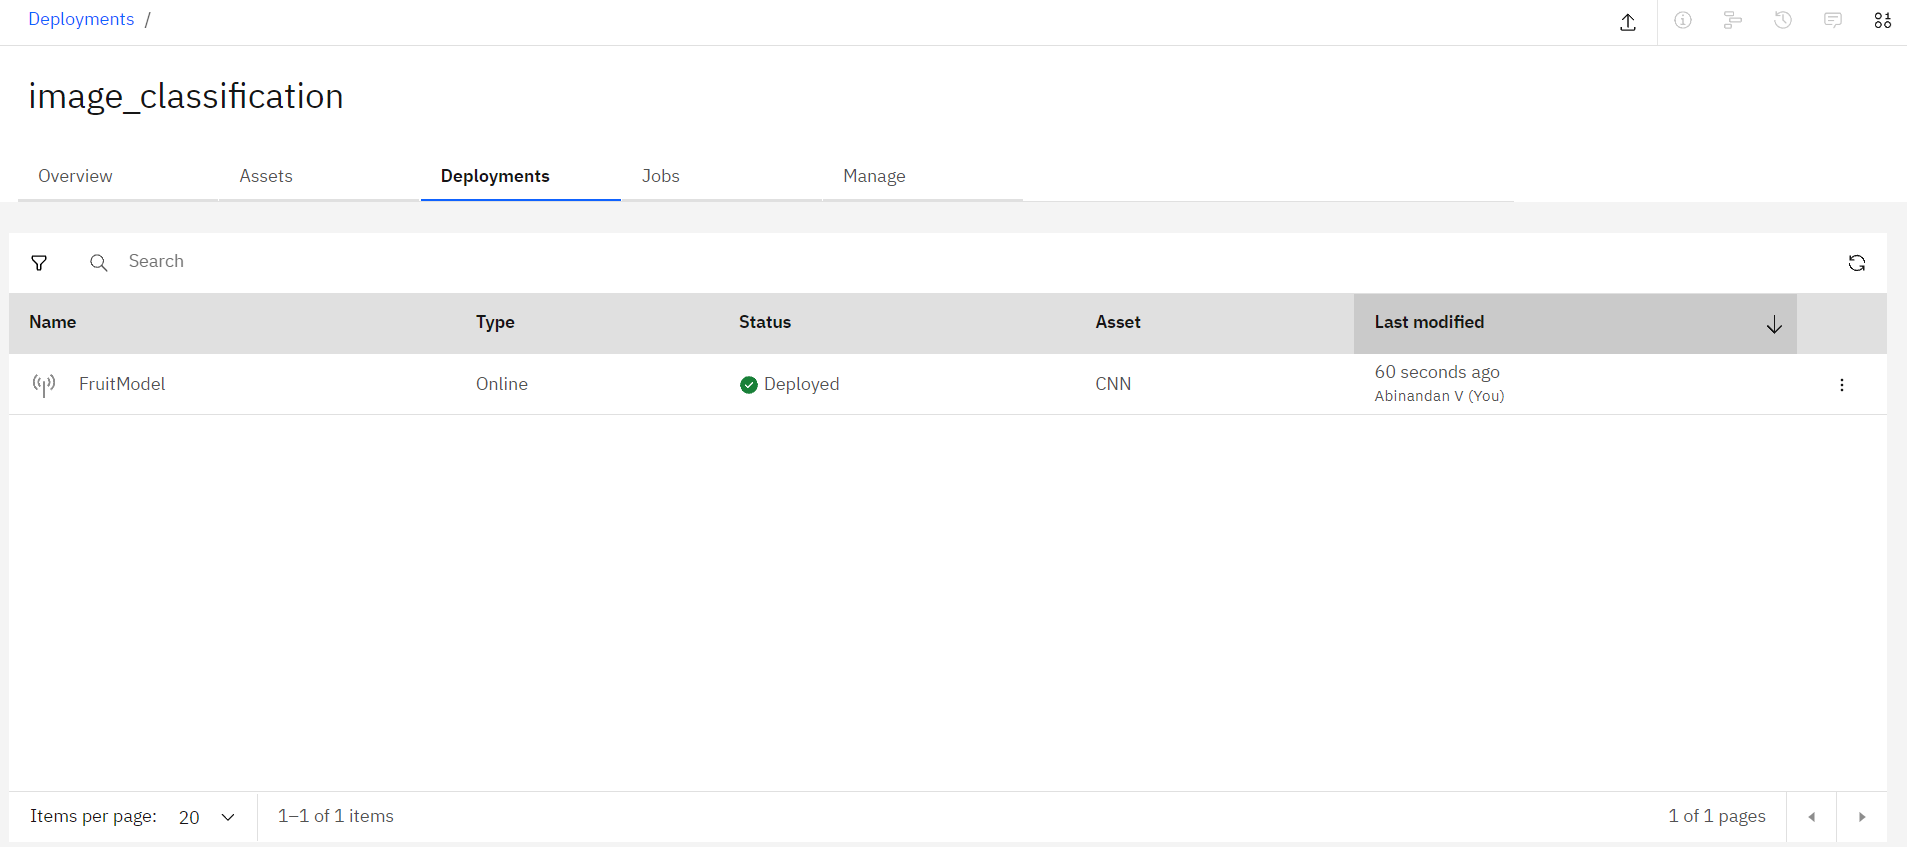 Deployments /
image_classification
Overview Assets Deployments Jobs Manage
Search
Name Type Status Asset Last modified
FruitModel Online Deployed CNN 60 seconds ago
Abinandan V (You)
Items per page: 20 1–1 of 1 items 1 of 1 pages